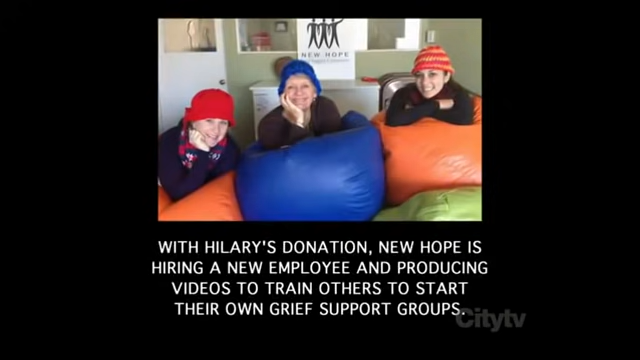 NEW HOPE
WITH HILARY'S DONATION, NEW HOPE IS
HIRING A NEW EMPLOYEE AND PRODUCING
VIDEOS TO TRAIN OTHERS TO START
THEIR OWN GRIEF SUPPORT GROUPS.
Citytv